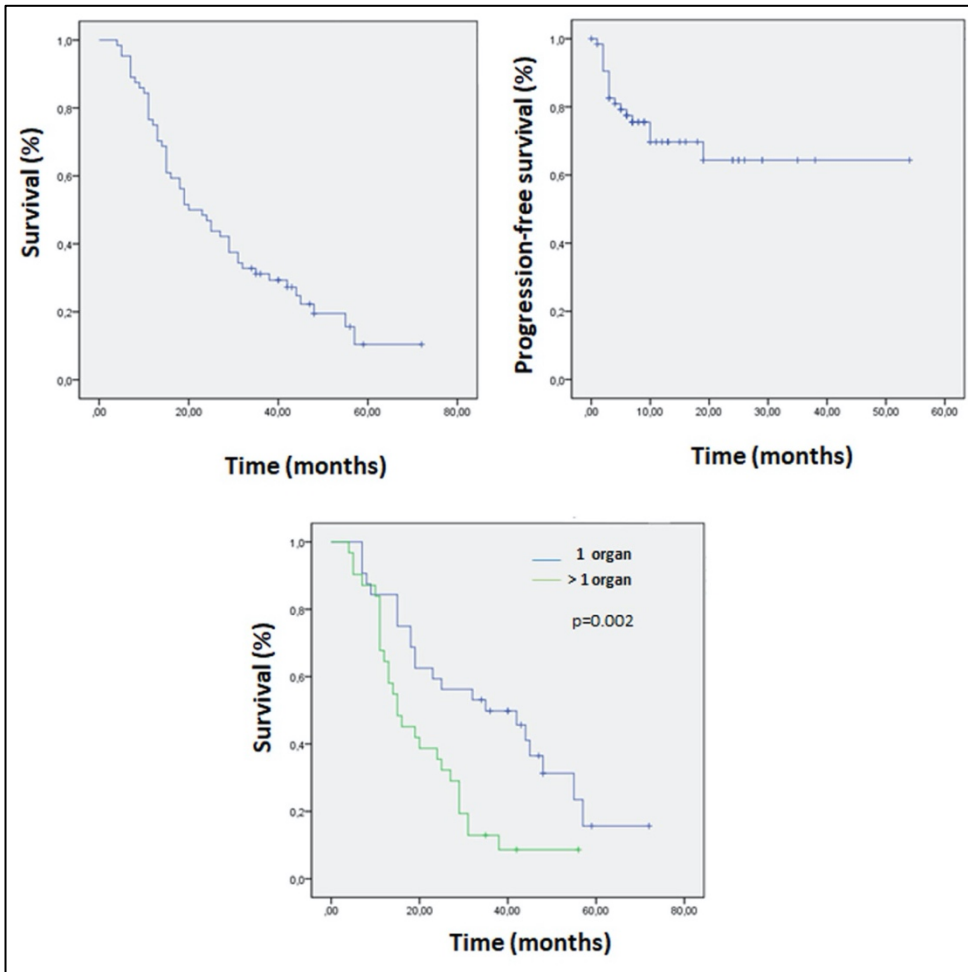 Survival (%)
1,0
0,8
0,6
0,4
0,2
0,0
,00 20,00 40,00 60,00 80,00
Time (months)
Progression-free survival (%)
1,0
0,8
0,6
0,4
0,2
0,0
,00 10,00 20,00 30,00 40,00 50,00 60,00
Time (months)
Survival (%)
1,0
0,8
0,6
0,4
0,2
0,0
1 organ
> 1 organ
p=0.002
,00 20,00 40,00 60,00 80,00
Time (months)